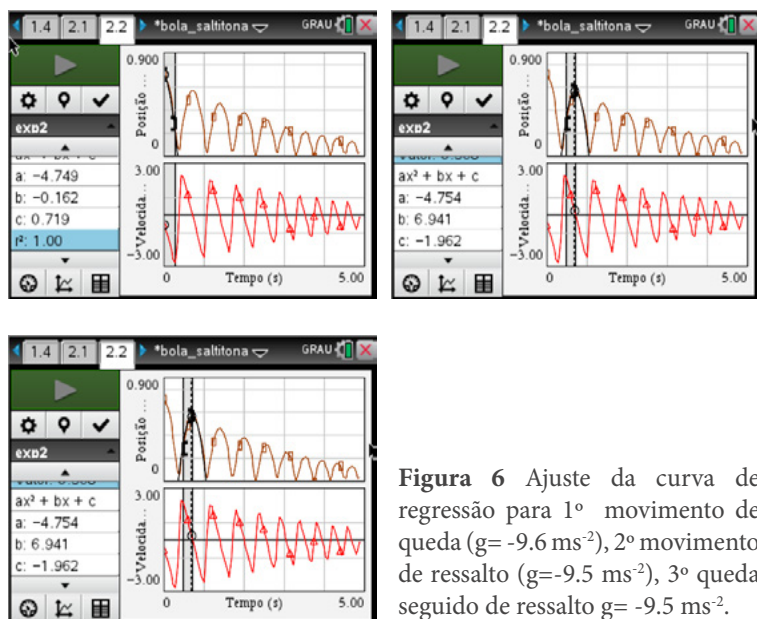 1.4 2.1 2.2 *bola_saltitona GRAU
exp2
a: -4.749
b: -0.162
c: 0.719
r²: 1.00
0.900
Posição ...
0
3.00
Velocida...
-3.00
0 Tempo (s) 5.00
1.4 2.1 2.2 *bola_saltitona GRAU
exp2
ax² + bx + c
a: -4.754
b: 6.941
c: -1.962
0.900
Posição ...
0
3.00
Velocida...
-3.00
0 Tempo (s) 5.00
1.4 2.1 2.2 *bola_saltitona GRAU
exp2
ax² + bx + c
a: -4.754
b: 6.941
c: -1.962
0.900
Posição ...
0
3.00
Velocida...
-3.00
0 Tempo (s) 5.00
Figura 6 Ajuste da curva de
regressão para 1º movimento de
queda (g= -9.6 ms⁻²), 2º movimento
de ressalto (g=-9.5 ms⁻²), 3º queda
seguido de ressalto g= -9.5 ms⁻².